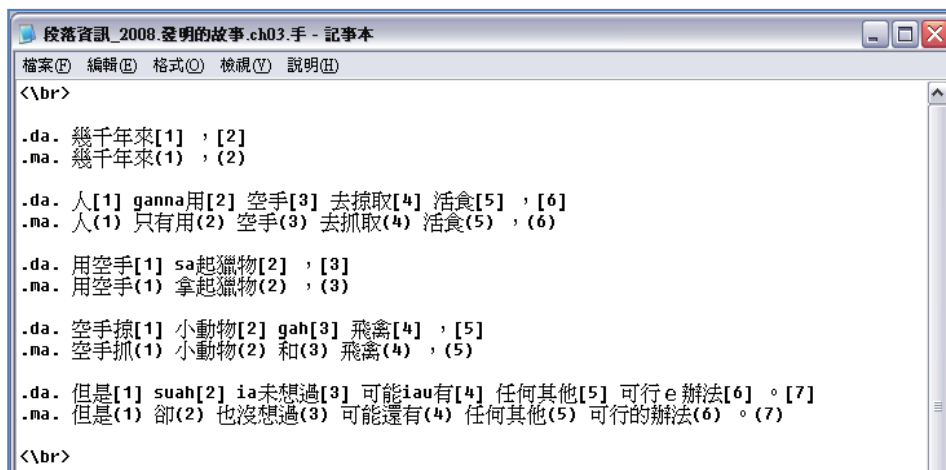 段落資訊_2008.發明的故事.ch03.手 - 記事本
檔案(F) 編輯(E) 格式(O) 檢視(V) 說明(H)
<\br>
.da. 幾千年來[1] ，[2]
.ma. 幾千年來(1) ，(2)
.da. 人[1] ganna用[2] 空手[3] 去掠取[4] 活食[5] ，[6]
.ma. 人(1) 只有用(2) 空手(3) 去抓取(4) 活食(5) ，(6)
.da. 用空手[1] sa起獵物[2] ，[3]
.ma. 用空手(1) 拿起獵物(2) ，(3)
.da. 空手掠[1] 小動物[2] gah[3] 飛禽[4] ，[5]
.ma. 空手抓(1) 小動物(2) 和(3) 飛禽(4) ，(5)
.da. 但是[1] suah[2] ia未想過[3] 可能iau有[4] 任何其他[5] 可行e辦法[6] 。[7]
.ma. 但是(1) 卻(2) 也沒想過(3) 可能還有(4) 任何其他(5) 可行的辦法(6) 。(7)
<\br>